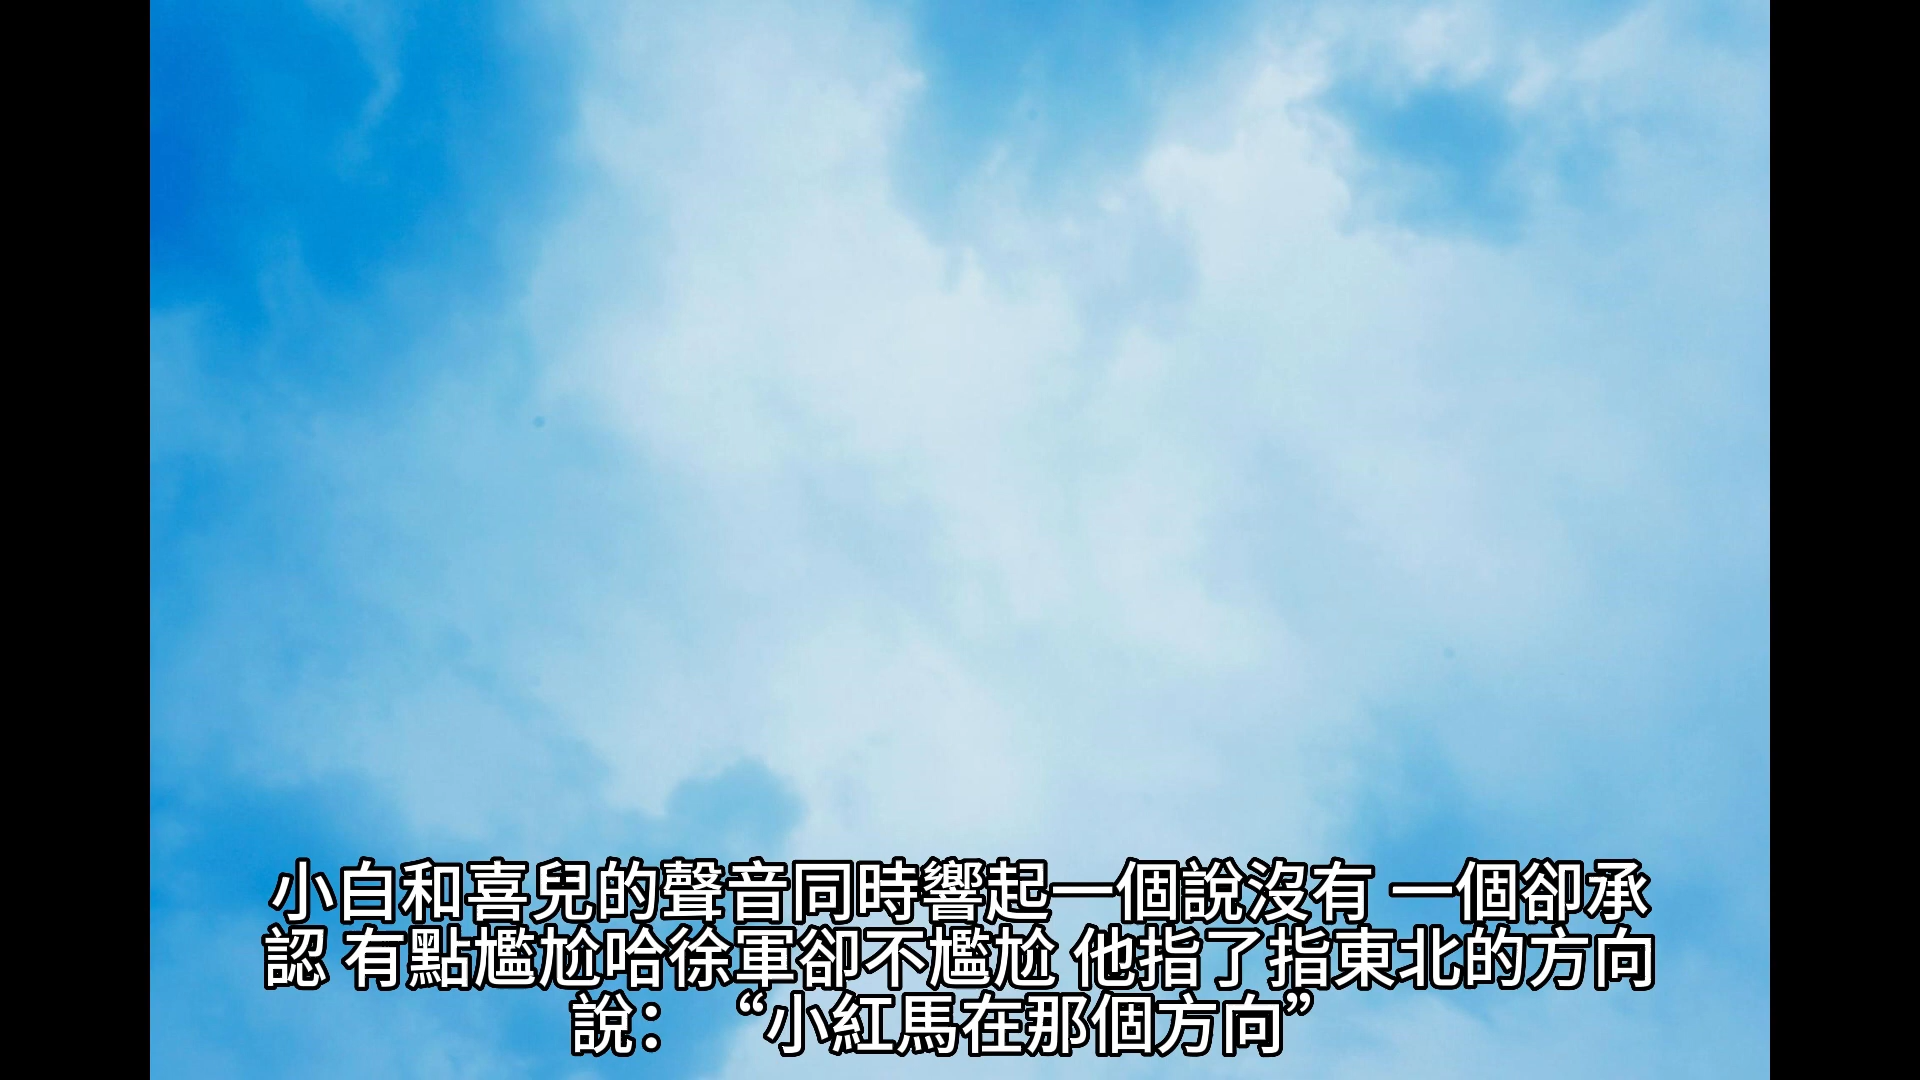 小白和喜兒的聲音同時響起一個說沒有 一個卻承
認 有點尷尬哈徐軍卻不尷尬 他指了指東北的方向
說：“小紅馬在那個方向”